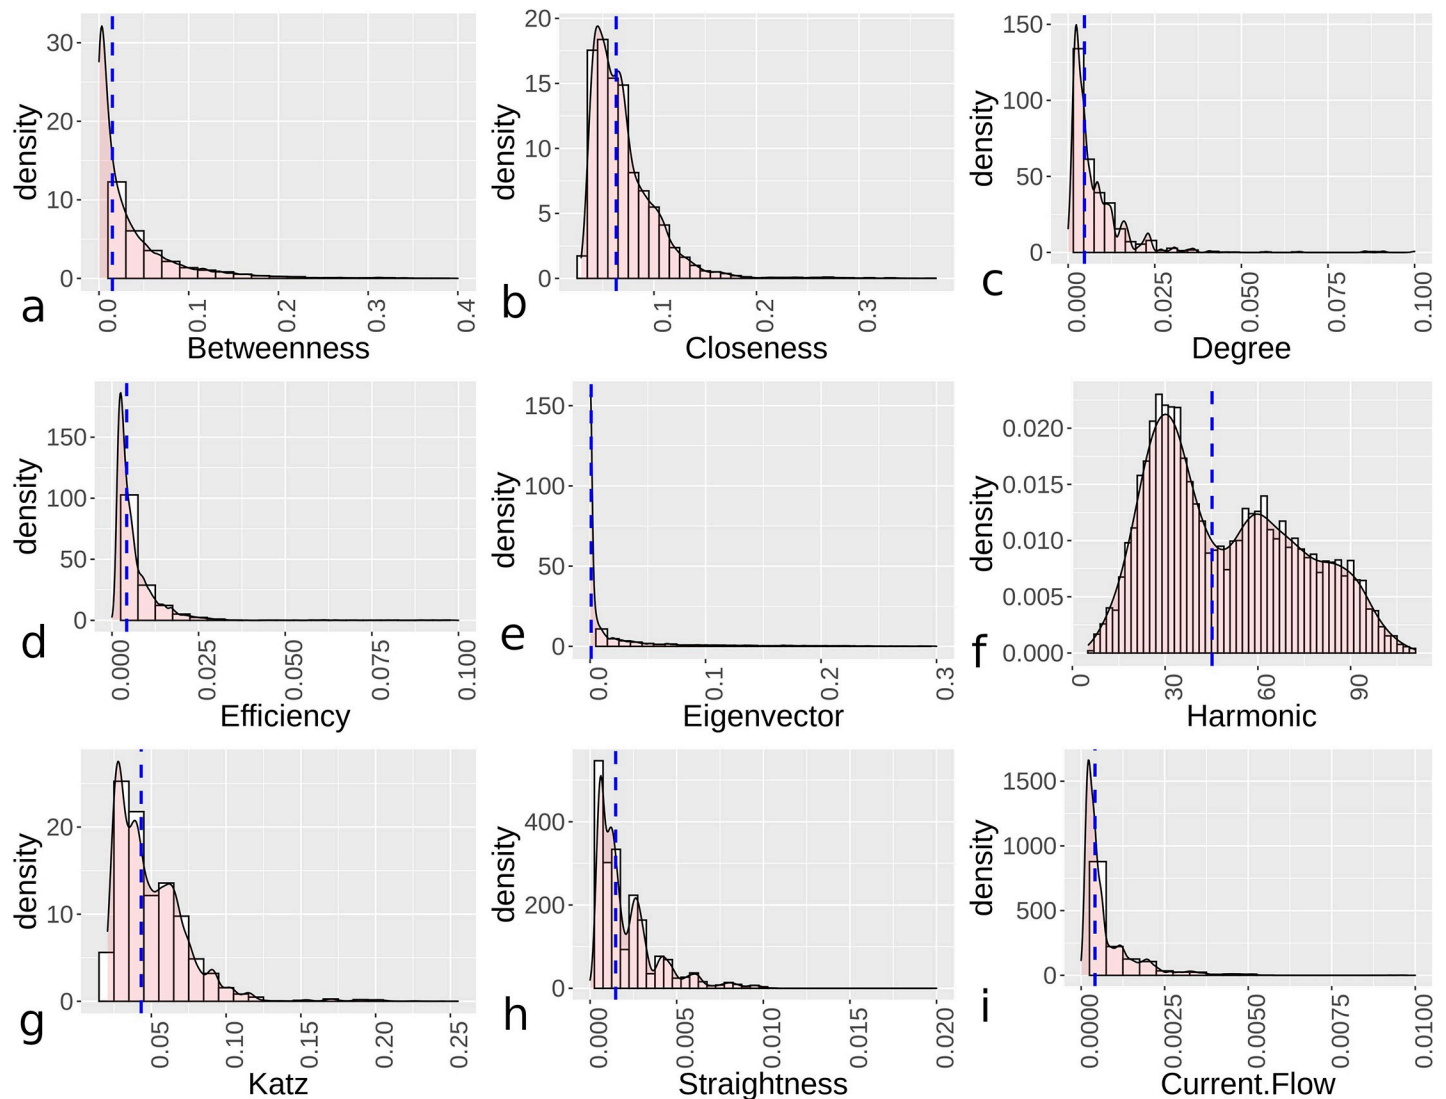 density
30
20
10
0
a
0.0 0.1 0.2 0.3 0.4
Betweenness
density
20
15
10
5
0
b
0.1 0.2 0.3
Closeness
density
150
100
50
0
c
0.000 0.025 0.050 0.075 0.100
Degree
density
150
100
50
0
d
0.000 0.025 0.050 0.075 0.100
Efficiency
density
150
100
50
0
e
0.0 0.1 0.2 0.3
Eigenvector
density
0.020
0.015
0.010
0.005
0.000
f
0 30 60 90
Harmonic
density
20
10
0
g
0.05 0.10 0.15 0.20 0.25
Katz
density
400
200
0
h
0.000 0.005 0.010 0.015 0.020
Straightness
density
1500
1000
500
0
i
0.0000 0.0025 0.0050 0.0075 0.0100
Current.Flow